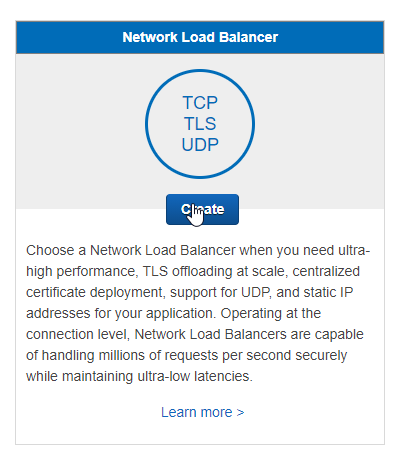 Network Load Balancer
TCP
TLS
UDP
Create
Choose a Network Load Balancer when you need ultra-
high performance, TLS offloading at scale, centralized
certificate deployment, support for UDP, and static IP
addresses for your application. Operating at the
connection level, Network Load Balancers are capable
of handling millions of requests per second securely
while maintaining ultra-low latencies.
Learn more >